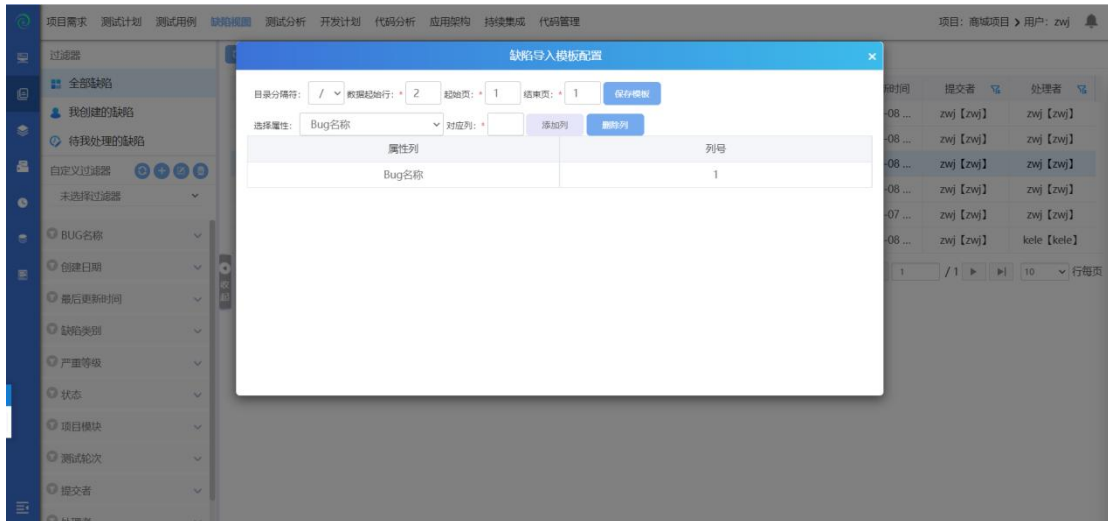 项目需求 测试计划 测试用例 缺陷视图 测试分析 开发计划 代码分析 应用架构 持续集成 代码管理 项目：商城项目 > 用户：zwj
过滤器
全部缺陷
我创建的缺陷
待我处理的缺陷
自定义过滤器
未选择过滤器
BUG名称
创建日期
最后更新时间
缺陷类别
严重等级
状态
项目模块
测试轮次
提交者
收起
缺陷导入模板配置 ×
目录分隔符： / 数据起始行：* 2 起始页：* 1 结束页：* 1 保存模板
选择属性： Bug名称 对应列：* 添加列 删除列
属性列 列号
Bug名称 1
新时间 提交者 处理者
-08 ... zwj【zwj】 zwj【zwj】
-08 ... zwj【zwj】 zwj【zwj】
-08 ... zwj【zwj】 zwj【zwj】
-08 ... zwj【zwj】 zwj【zwj】
-07 ... zwj【zwj】 zwj【zwj】
-08 ... zwj【zwj】 kele【kele】
1 / 1 10 行每页